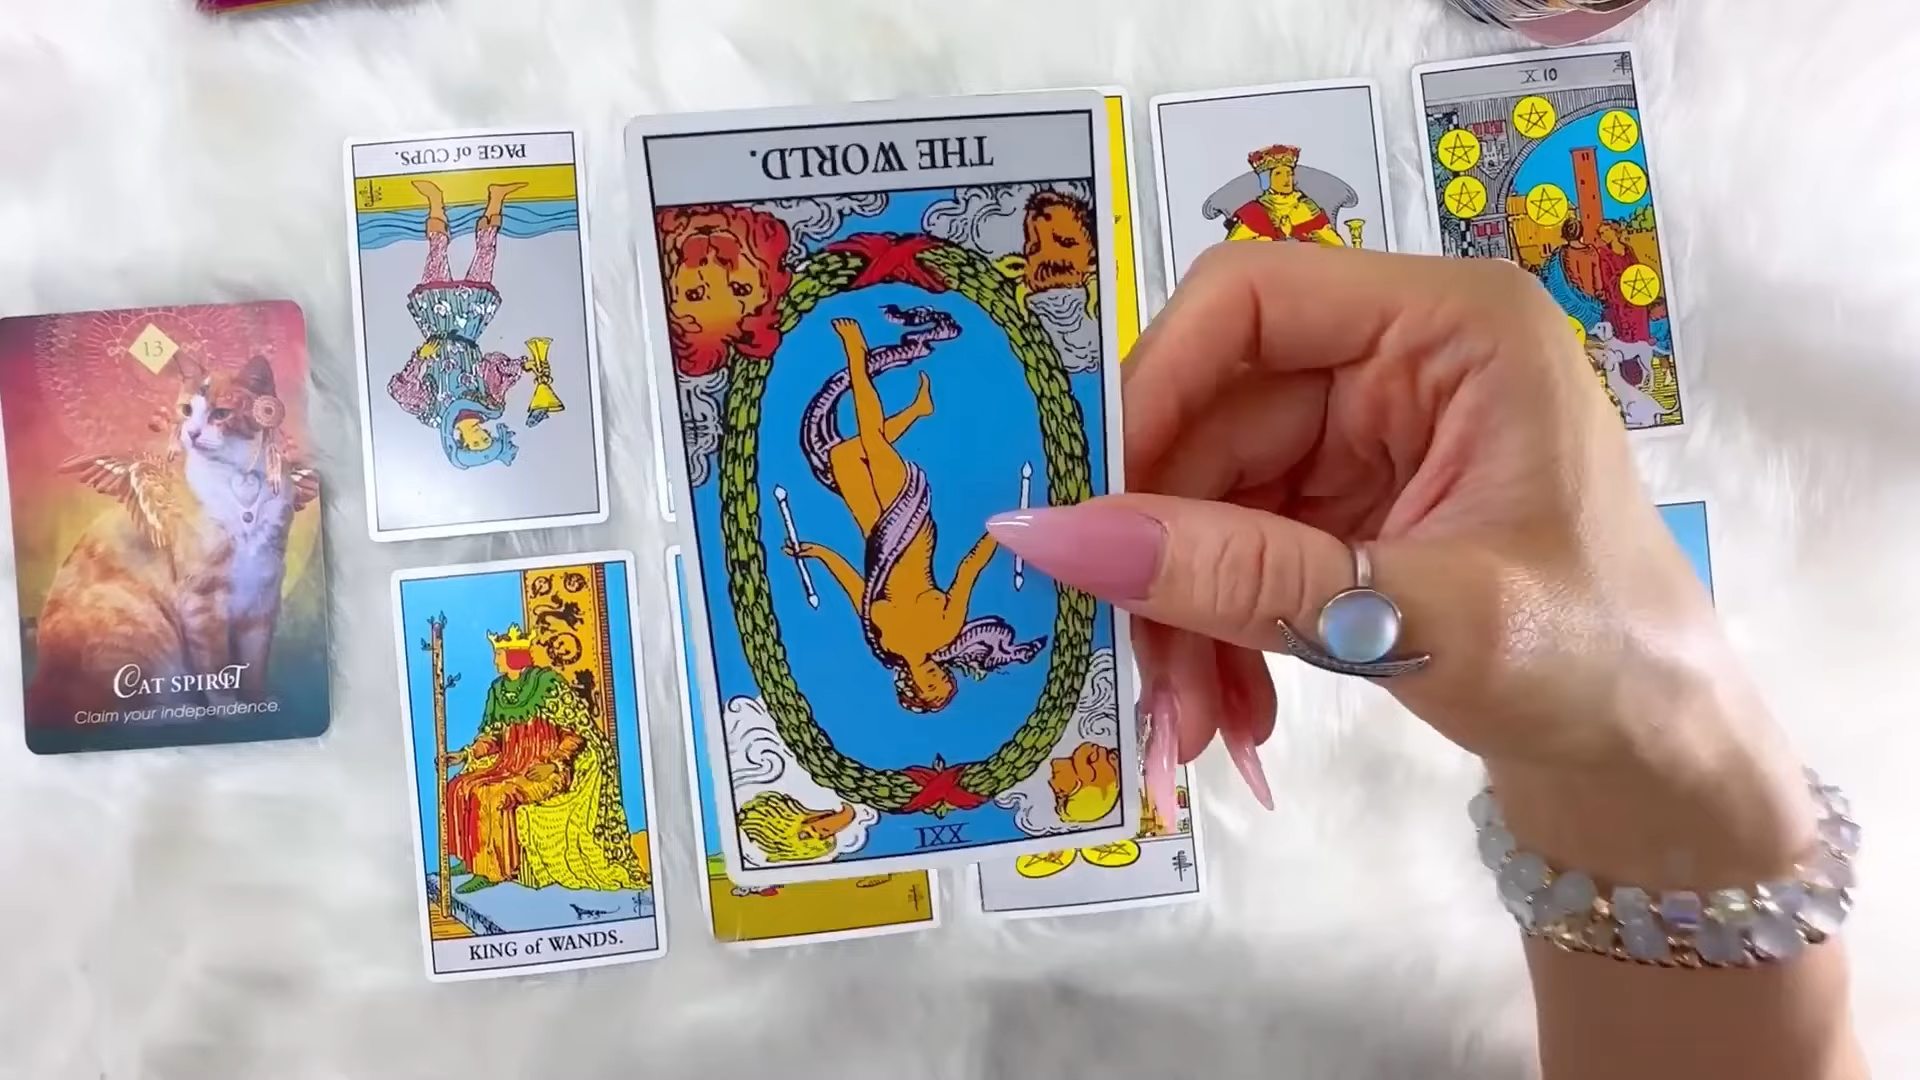 PAGE of CUPS.
THE WORLD.
X 10
13
CAT SPIRIT
Claim your independence.
XXI
KING of WANDS.